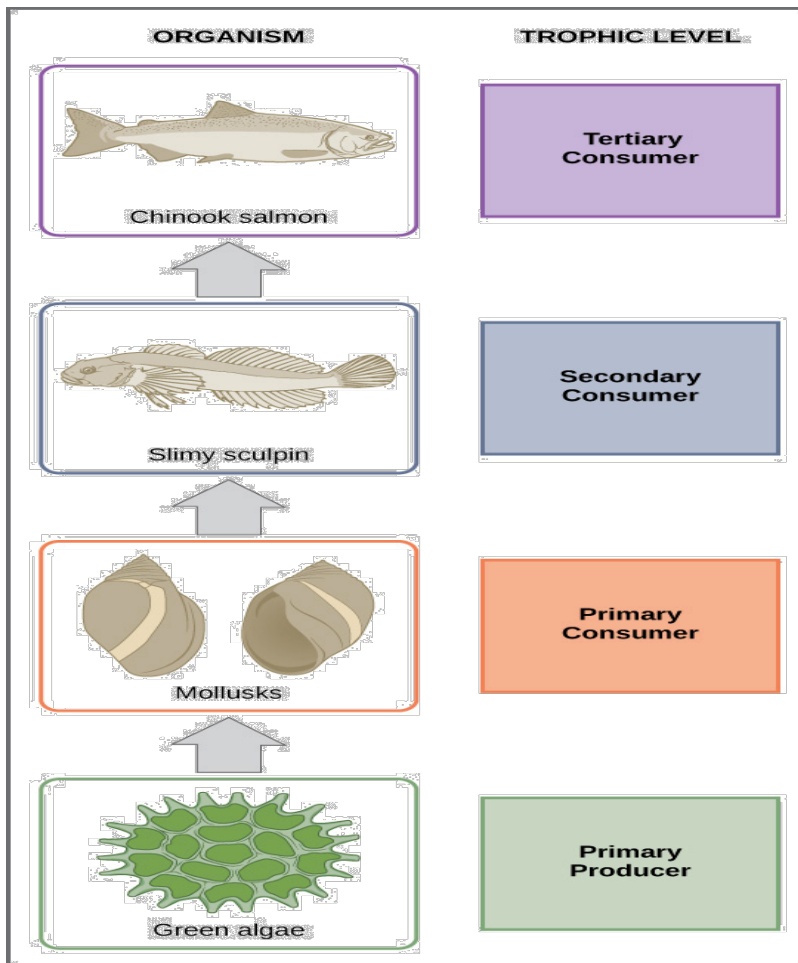 ORGANISM
TROPHIC LEVEL
Chinook salmon
Tertiary
Consumer
Slimy sculpin
Secondary
Consumer
Mollusks
Primary
Consumer
Green algae
Primary
Producer